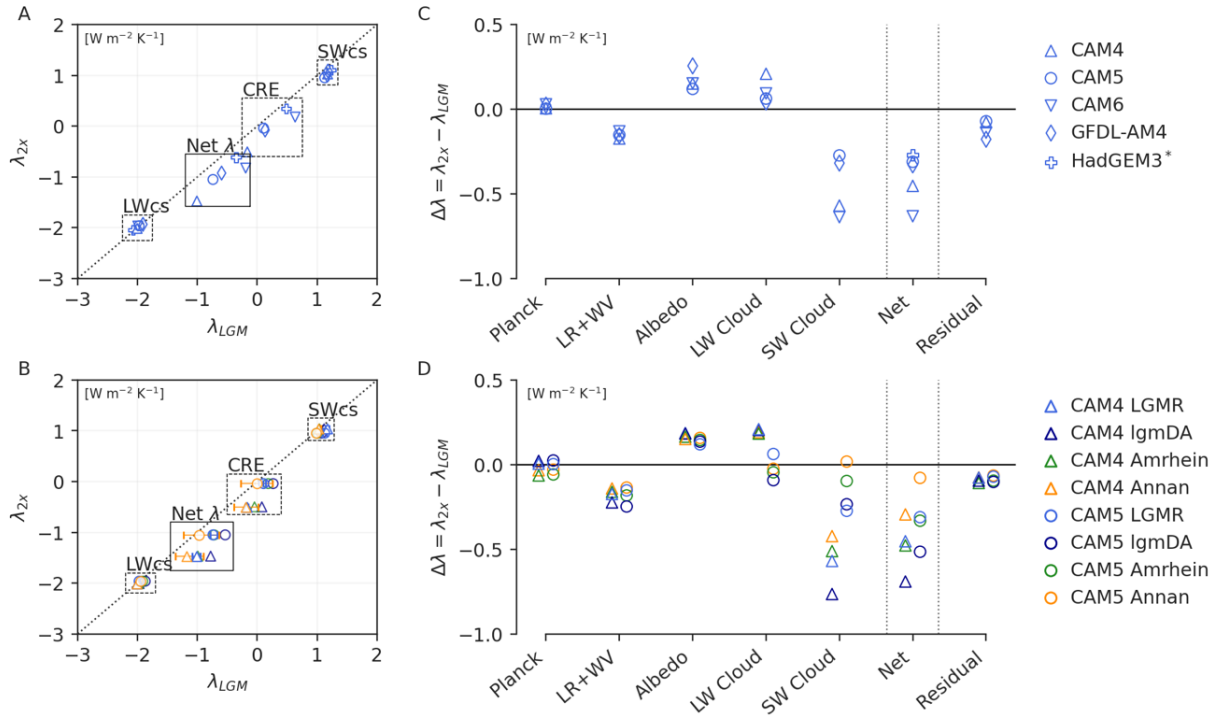 A
[W m⁻² K⁻¹]
SWcs
CRE
Net λ
LWcs
2
1
0
−1
−2
−3
λ₂ₓ
−3
−2
−1
0
1
2
λ_LGM
C
[W m⁻² K⁻¹]
0.5
0.0
−0.5
−1.0
Δλ = λ₂ₓ − λ_LGM
Planck
LR+WV
Albedo
LW Cloud
SW Cloud
Net
Residual
CAM4
CAM5
CAM6
GFDL-AM4
HadGEM3*
B
[W m⁻² K⁻¹]
SWcs
CRE
Net λ
LWcs
2
1
0
−1
−2
−3
λ₂ₓ
−3
−2
−1
0
1
2
λ_LGM
D
[W m⁻² K⁻¹]
0.5
0.0
−0.5
−1.0
Δλ = λ₂ₓ − λ_LGM
Planck
LR+WV
Albedo
LW Cloud
SW Cloud
Net
Residual
CAM4 LGMR
CAM4 lgmDA
CAM4 Amrhein
CAM4 Annan
CAM5 LGMR
CAM5 lgmDA
CAM5 Amrhein
CAM5 Annan